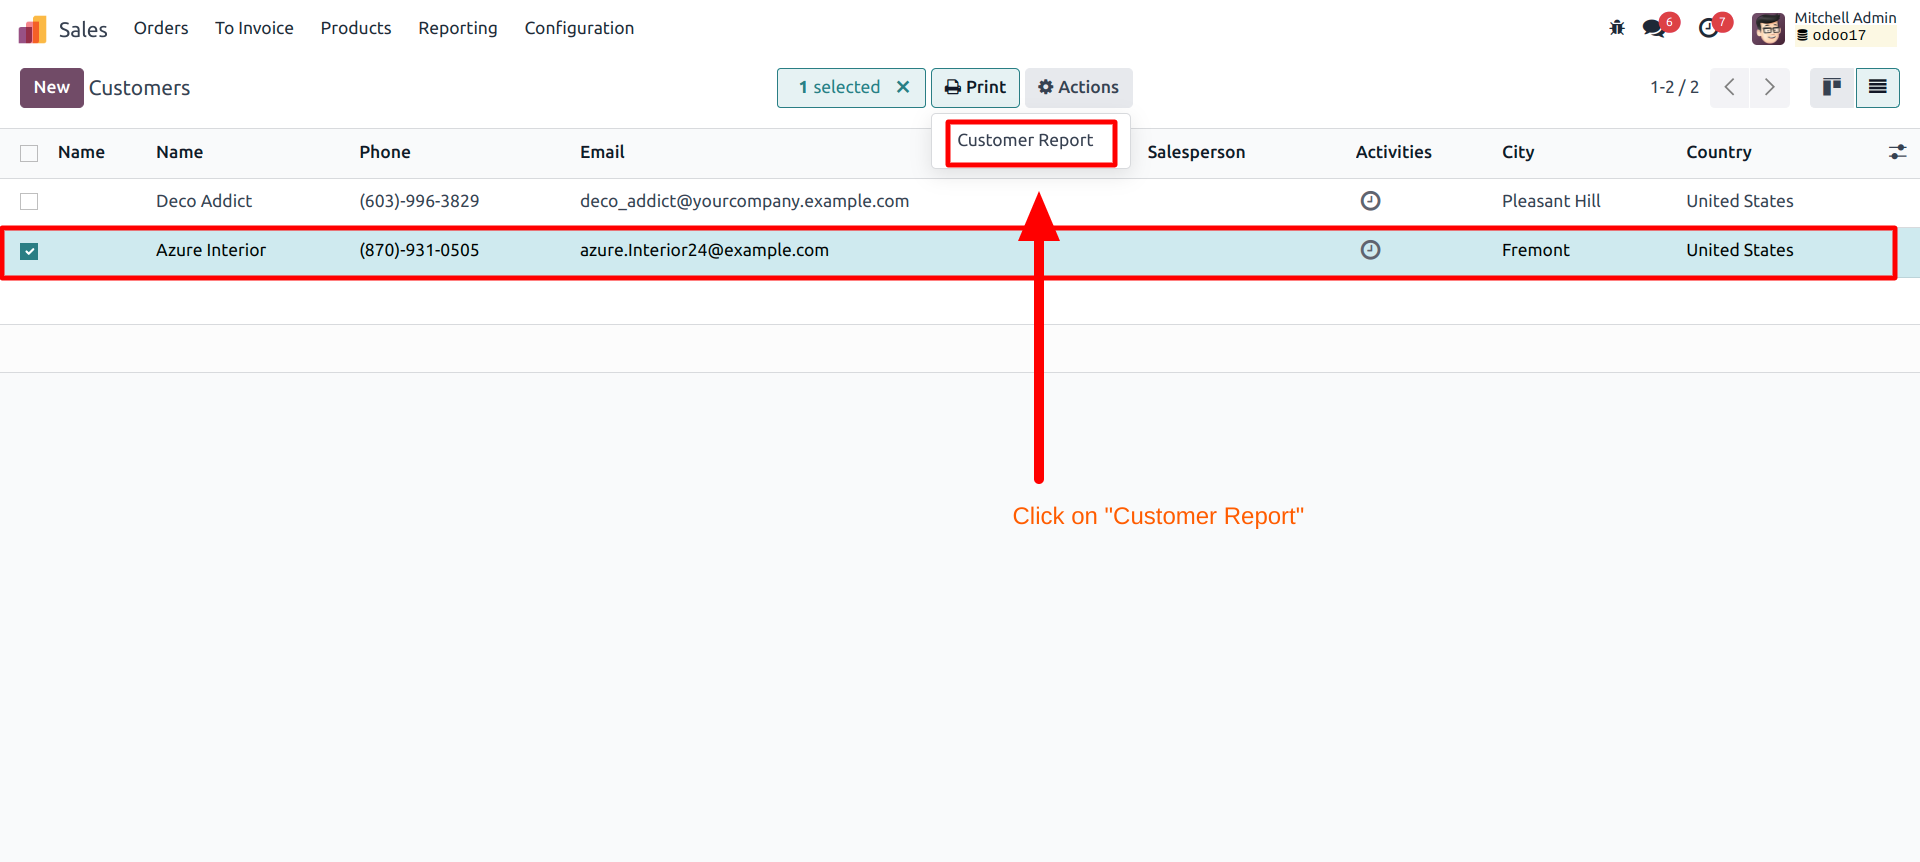 Sales Orders To Invoice Products Reporting Configuration 6 7 Mitchell Admin
odoo17
New Customers 1 selected Print Actions 1-2 / 2
Customer Report
Name Name Phone Email Salesperson Activities City Country
Deco Addict (603)-996-3829 deco_addict@yourcompany.example.com Pleasant Hill United States
Azure Interior (870)-931-0505 azure.Interior24@example.com Fremont United States
Click on "Customer Report"